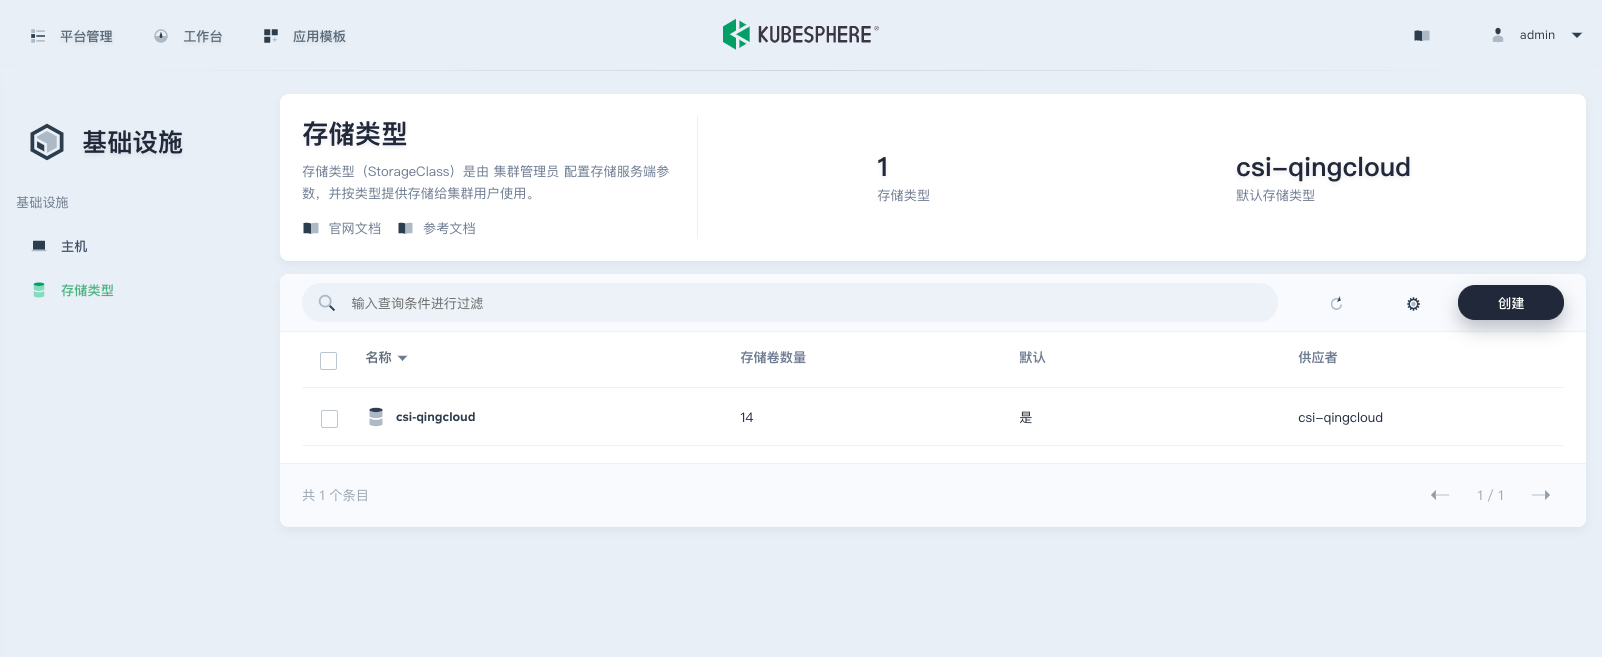 平台管理
工作台
应用模板
KUBESPHERE®
admin
基础设施
基础设施
主机
存储类型
存储类型
存储类型（StorageClass）是由 集群管理员 配置存储服务端参
数，并按类型提供存储给集群用户使用。
官网文档
参考文档
1
存储类型
csi-qingcloud
默认存储类型
输入查询条件进行过滤
创建
名称
存储卷数量
默认
供应者
csi-qingcloud
14
是
csi-qingcloud
共 1 个条目
1 / 1